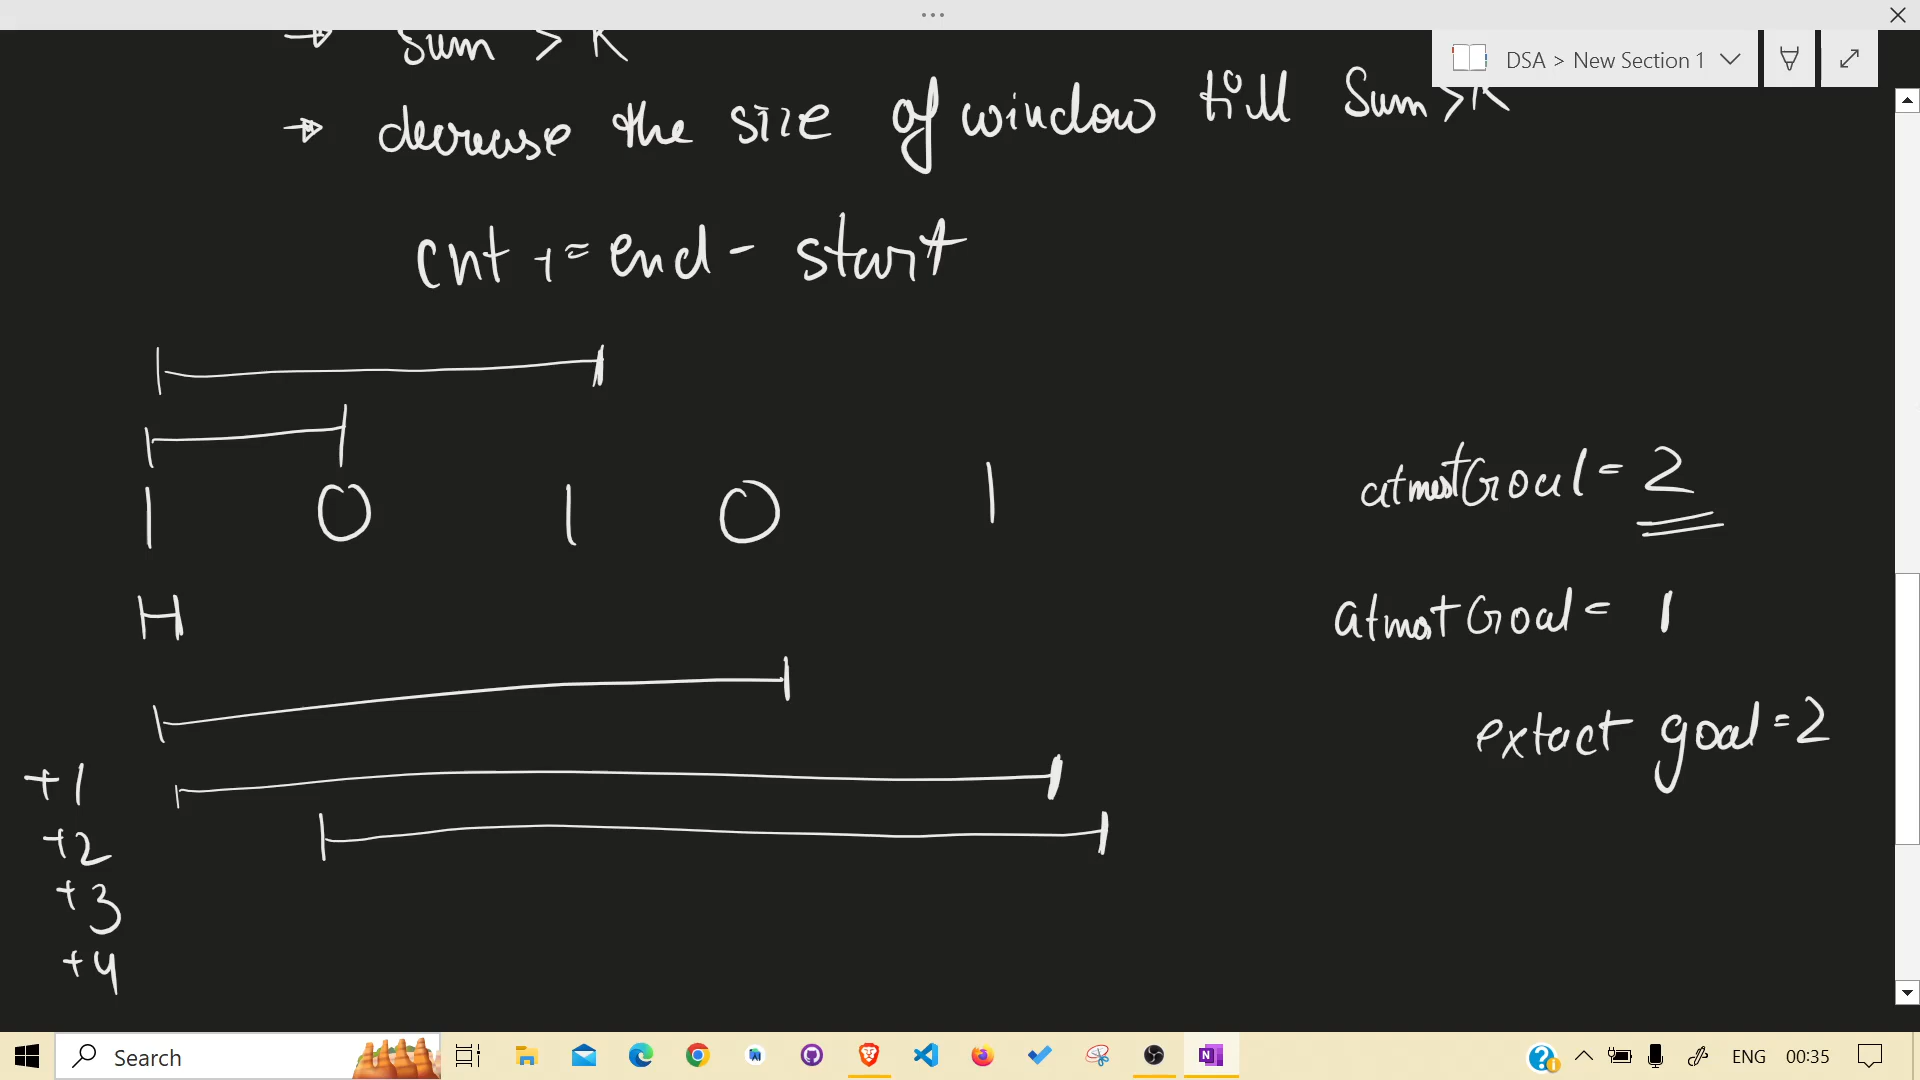 → sum > K
DSA > New Section 1
→ decrease the size of window till sum > K
cnt += end - start
1 0 1 0 1
atmostGoal = 2
atmostGoal = 1
extact goal = 2
+1
+2
+3
+4
Search
ENG 00:35